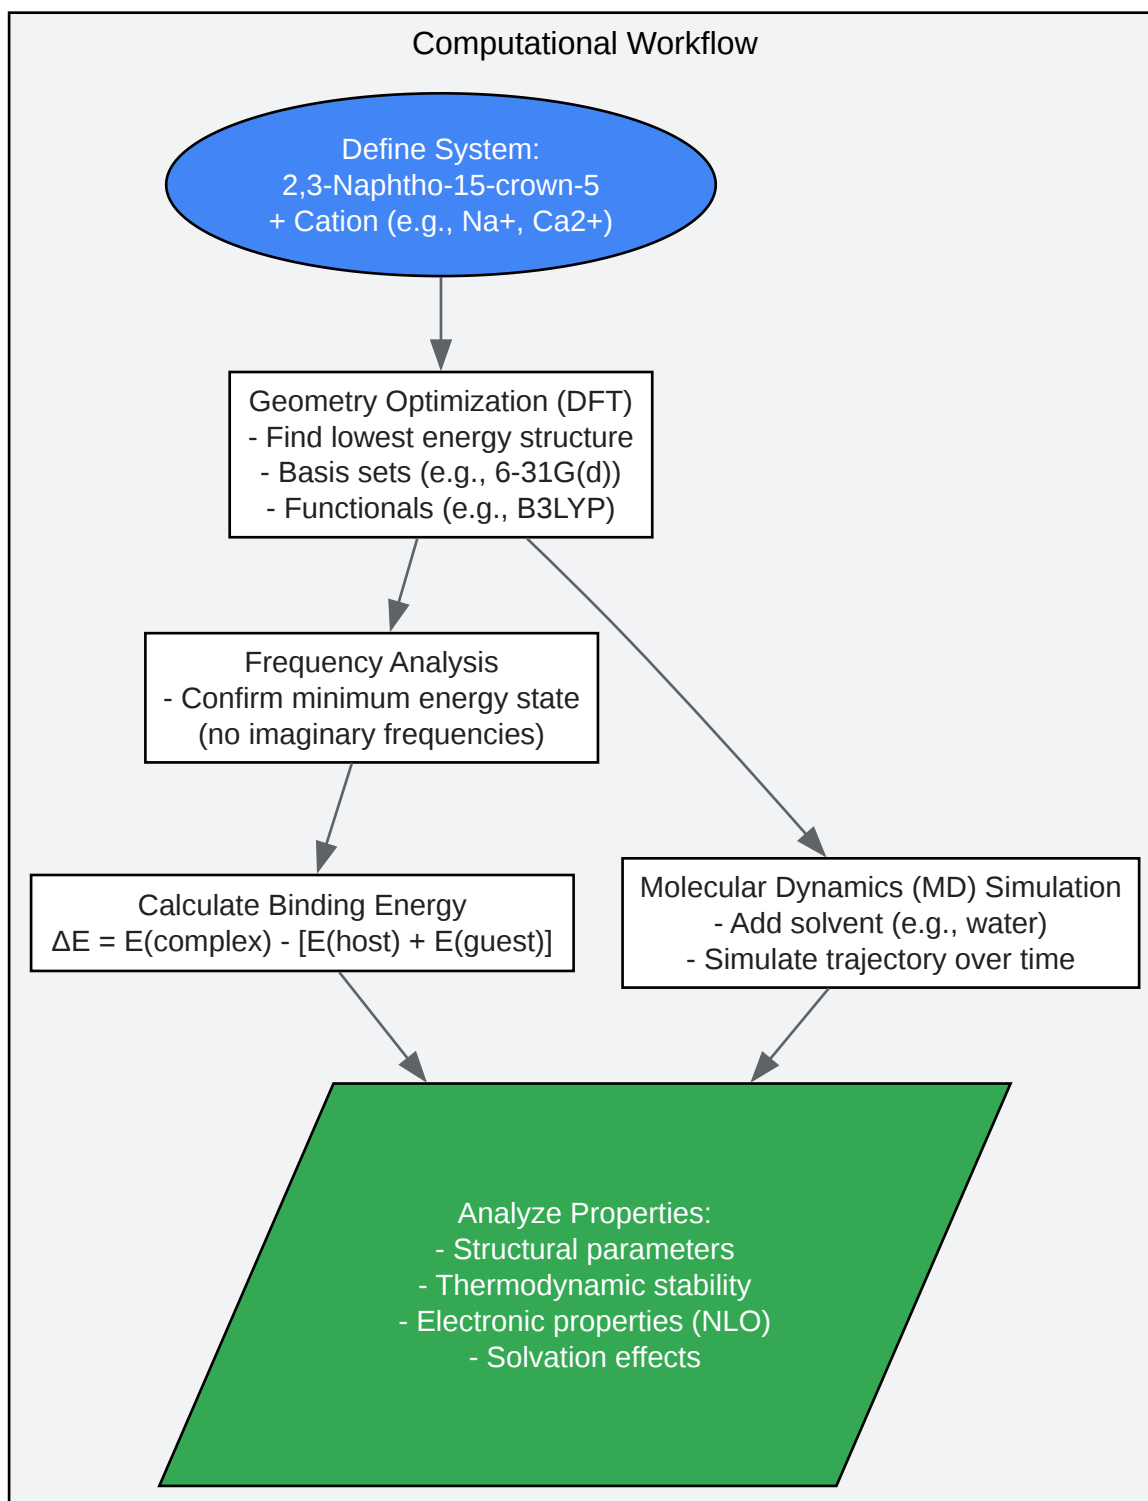 Computational Workflow
Define System:
2,3-Naphtho-15-crown-5
+ Cation (e.g., Na+, Ca2+)
Geometry Optimization (DFT)
- Find lowest energy structure
- Basis sets (e.g., 6-31G(d))
- Functionals (e.g., B3LYP)
Frequency Analysis
- Confirm minimum energy state
(no imaginary frequencies)
Calculate Binding Energy
ΔE = E(complex) - [E(host) + E(guest)]
Molecular Dynamics (MD) Simulation
- Add solvent (e.g., water)
- Simulate trajectory over time
Analyze Properties:
- Structural parameters
- Thermodynamic stability
- Electronic properties (NLO)
- Solvation effects